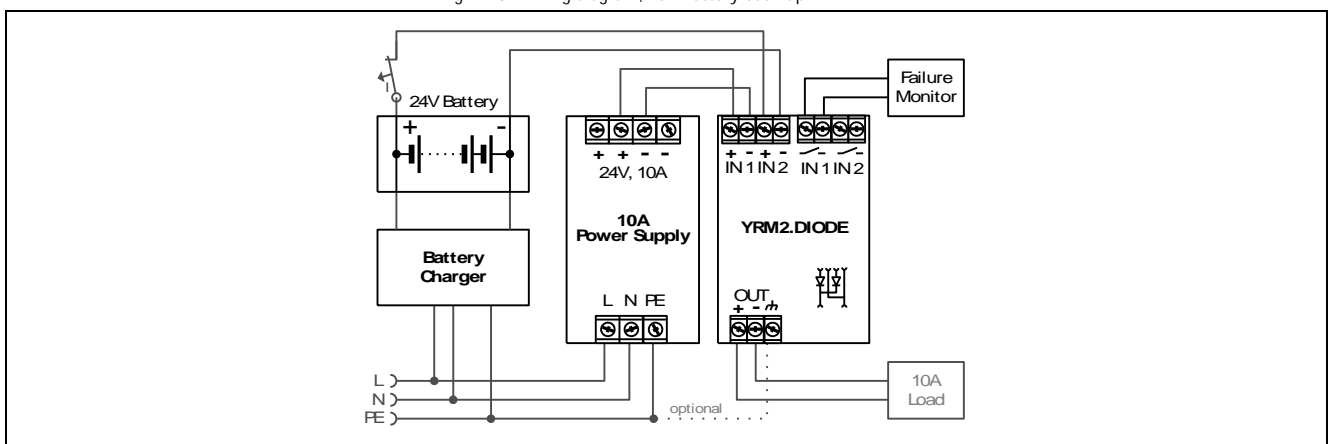 24V Battery
+ -
Battery
Charger
+ + - -
24V, 10A
10A
Power Supply
L N PE
+ - + -
IN 1 IN 2
IN 1 IN 2
YRM2.DIODE
OUT
+ -
Failure
Monitor
10A
Load
L
N
PE
optional